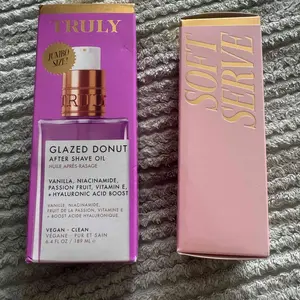 TRULY
JUMBO
SIZE!
TRULY
GLAZED DONUT
AFTER SHAVE OIL
HUILE APRÈS-RASAGE
VANILLA, NIACINAMIDE,
PASSION FRUIT, VITAMIN E,
+ HYALURONIC ACID BOOST
VANILLE, NIACINAMIDE,
FRUIT DE LA PASSION, VITAMINE E
+ BOOST ACIDE HYALURONIQUE
VEGAN · CLEAN
VEGANE · PUR ET SAIN
6.4 FL OZ / 189 ML ℮
SOFT
SERVE